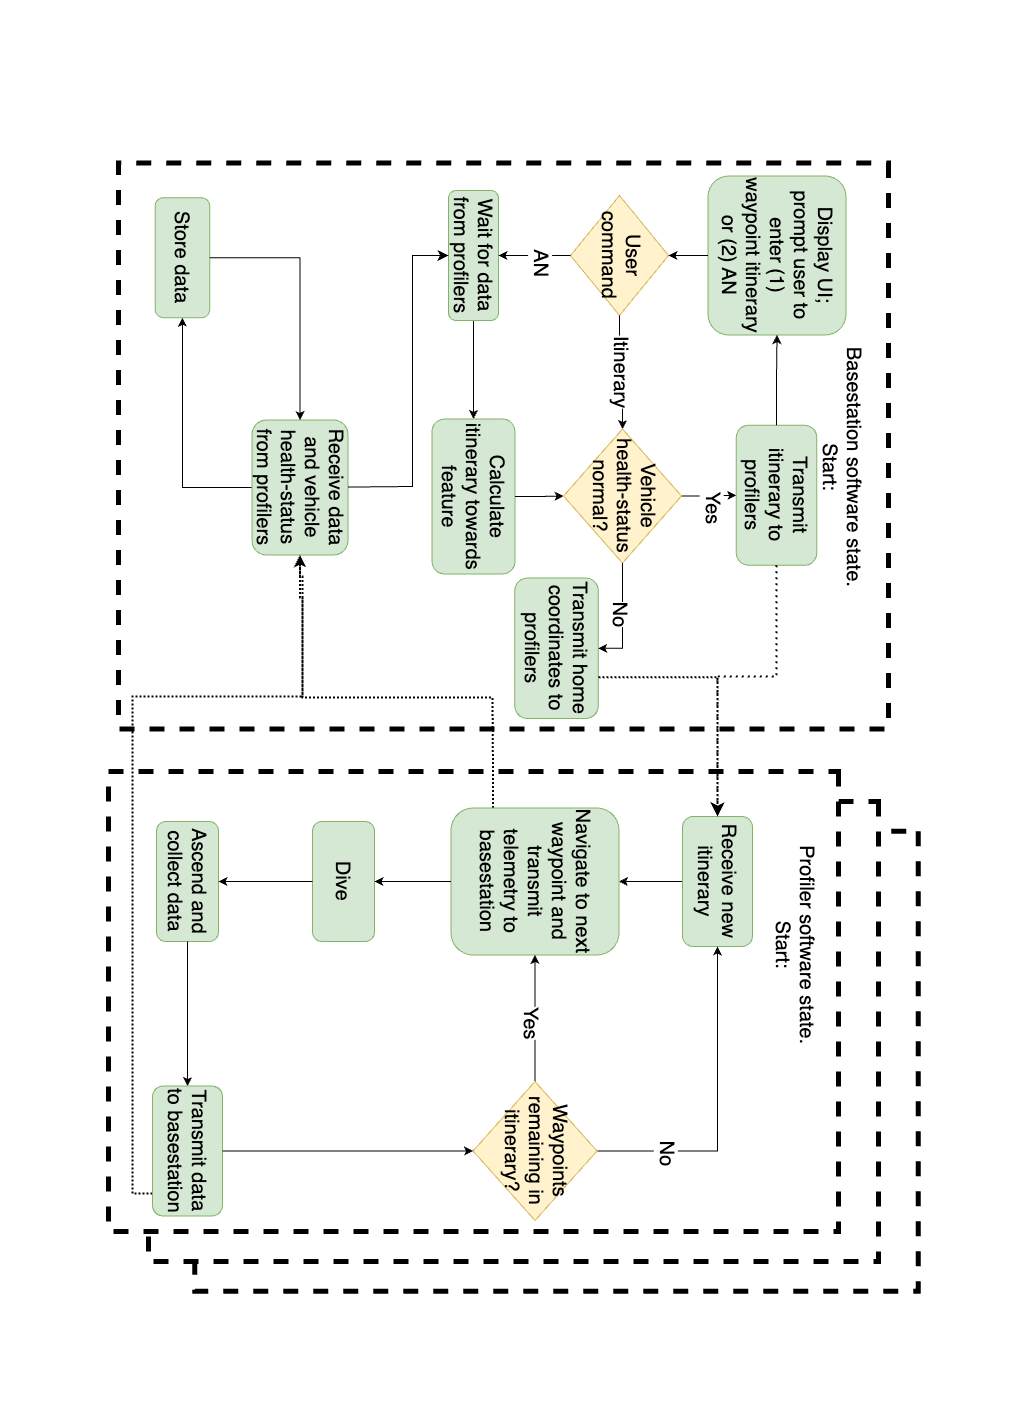 Basestation software state.
Start:
Display UI;
prompt user to
enter (1)
waypoint itinerary
or (2) AN
Transmit
itinerary to
profilers
User
command
Itinerary
Vehicle
health-status
normal?
Yes
No
AN
Transmit home
coordinates to
profilers
Wait for data
from profilers
Calculate
itinerary towards
feature
Store data
Receive data
and vehicle
health-status
from profilers
Profiler software state.
Start:
Receive new
itinerary
No
Navigate to next
waypoint and
transmit
telemetry to
basestation
Yes
Waypoints
remaining in
itinerary?
Dive
Ascend and
collect data
Transmit data
to basestation